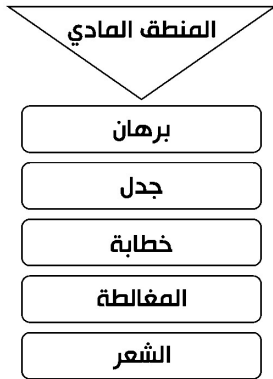 المنطق المادي
برهان
جدل
خطابة
المغالطة
الشعر